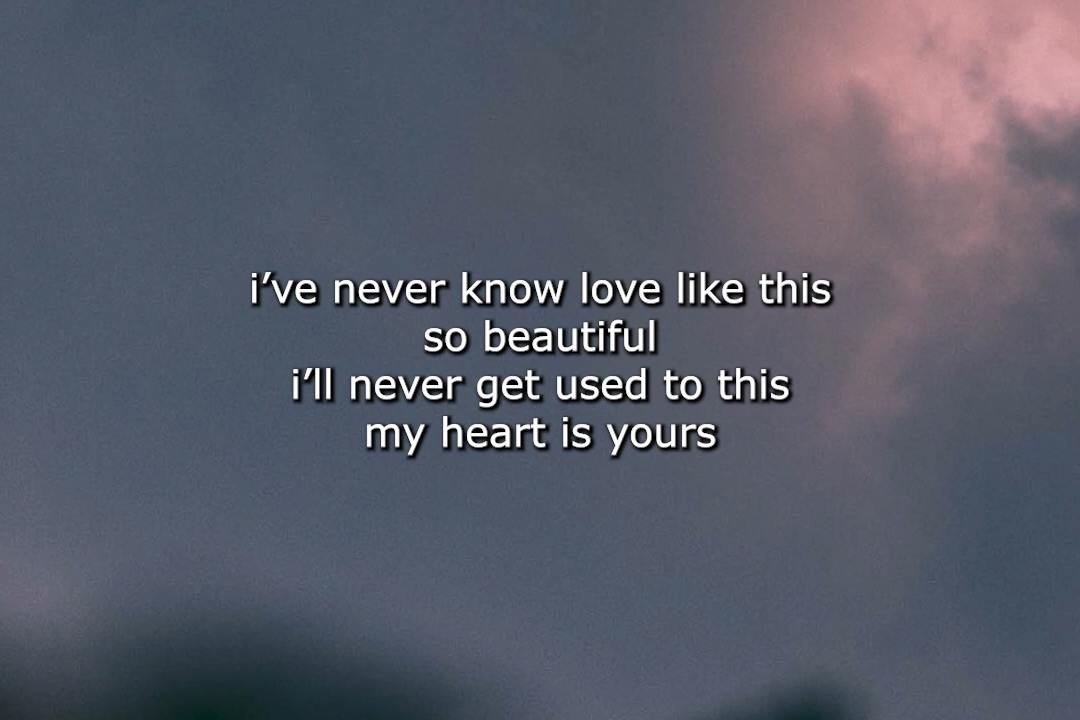 i’ve never know love like this
so beautiful
i’ll never get used to this
my heart is yours